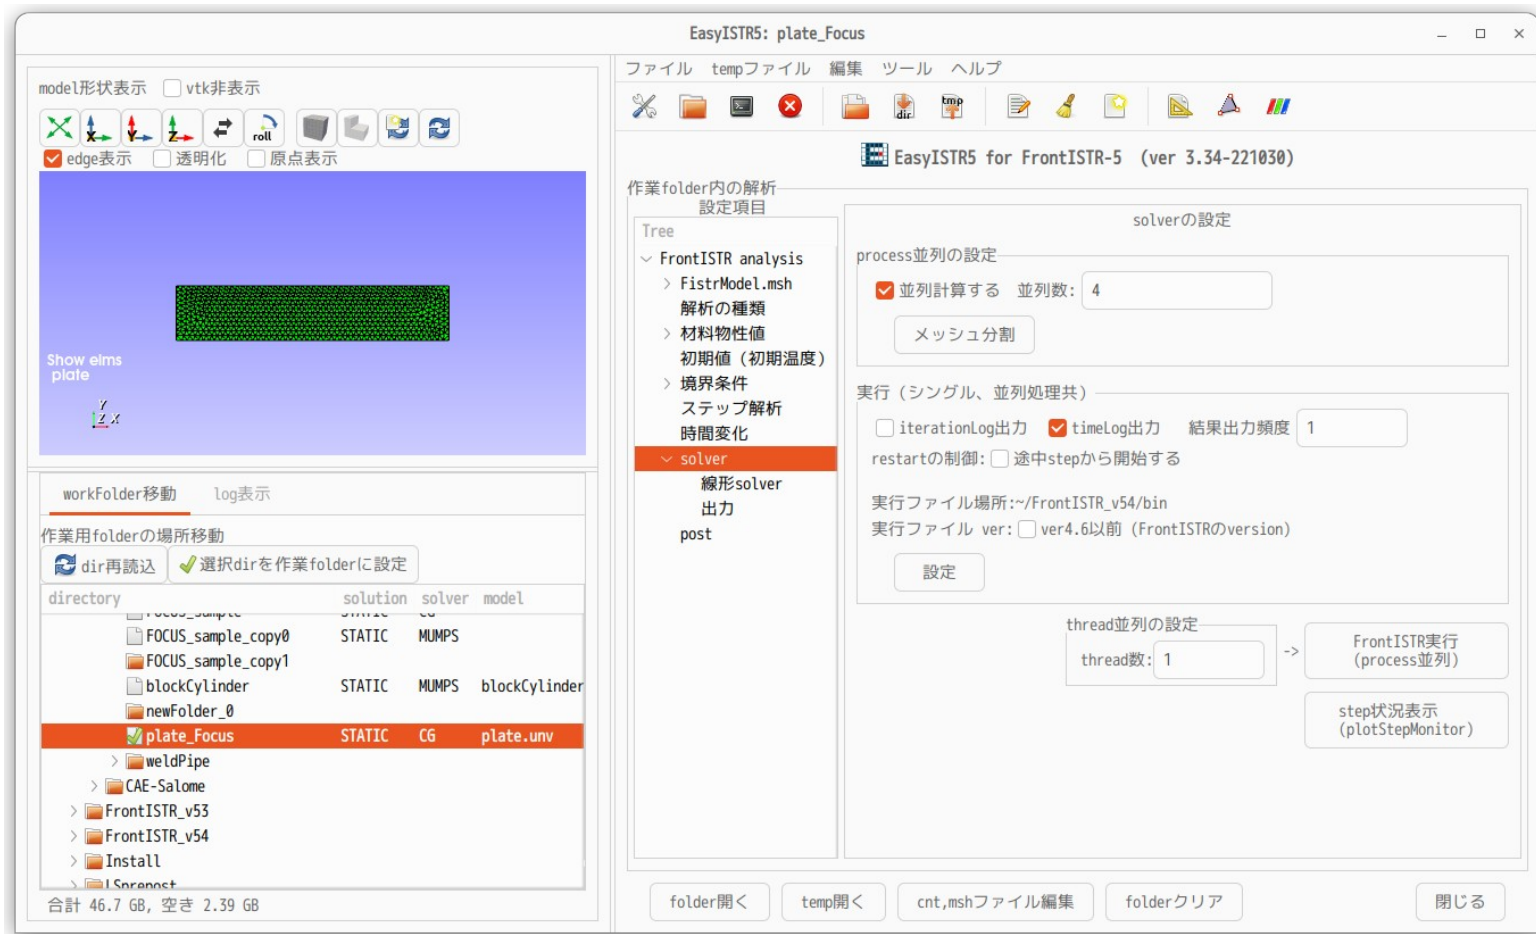 EasyISTR5: plate_Focus
model形状表示 vtk非表示
roll
edge表示 透明化 原点表示
Show elms
plate
Y
Z X
workFolder移動 log表示
作業用folderの場所移動
dir再読込 選択dirを作業folderに設定
directory solution solver model
FOCUS_sample STATIC CG
FOCUS_sample_copy0 STATIC MUMPS
FOCUS_sample_copy1
blockCylinder STATIC MUMPS blockCylinder
newFolder_0
plate_Focus STATIC CG plate.unv
weldPipe
CAE-Salome
FrontISTR_v53
FrontISTR_v54
Install
LSprepost
合計 46.7 GB, 空き 2.39 GB
ファイル tempファイル 編集 ツール ヘルプ
dir tmp
EasyISTR5 for FrontISTR-5 (ver 3.34-221030)
作業folder内の解析
設定項目
Tree
FrontISTR analysis
FistrModel.msh
解析の種類
材料物性値
初期値（初期温度）
境界条件
ステップ解析
時間変化
solver
線形solver
出力
post
solverの設定
process並列の設定
並列計算する 並列数: 4
メッシュ分割
実行（シングル、並列処理共）
iterationLog出力 timeLog出力 結果出力頻度 1
restartの制御: 途中stepから開始する
実行ファイル場所:~/FrontISTR_v54/bin
実行ファイル ver: ver4.6以前（FrontISTRのversion）
設定
thread並列の設定
thread数: 1
->
FrontISTR実行
(process並列)
step状況表示
(plotStepMonitor)
folder開く temp開く cnt,mshファイル編集 folderクリア 閉じる